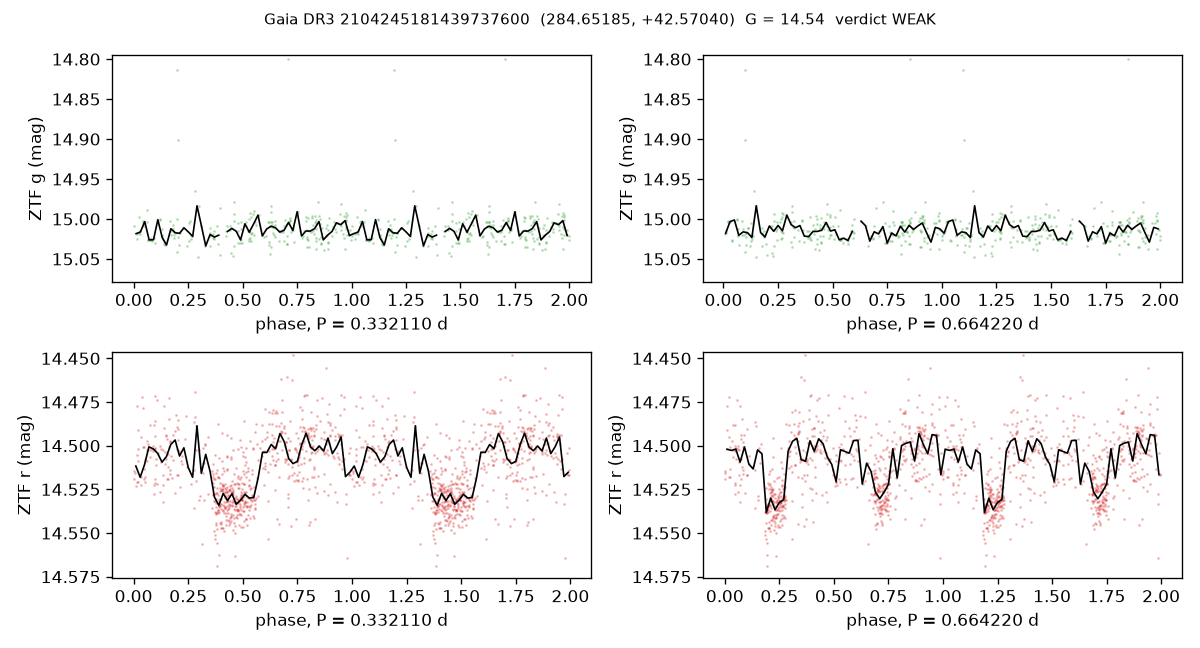 Gaia DR3 2104245181439737600  (284.65185, +42.57040)  G = 14.54  verdict WEAK
ZTF g (mag)
14.80
14.85
14.90
14.95
15.00
15.05
0.00 0.25 0.50 0.75 1.00 1.25 1.50 1.75 2.00
phase, P = 0.332110 d
ZTF g (mag)
14.80
14.85
14.90
14.95
15.00
15.05
0.00 0.25 0.50 0.75 1.00 1.25 1.50 1.75 2.00
phase, P = 0.664220 d
ZTF r (mag)
14.450
14.475
14.500
14.525
14.550
14.575
0.00 0.25 0.50 0.75 1.00 1.25 1.50 1.75 2.00
phase, P = 0.332110 d
ZTF r (mag)
14.450
14.475
14.500
14.525
14.550
14.575
0.00 0.25 0.50 0.75 1.00 1.25 1.50 1.75 2.00
phase, P = 0.664220 d